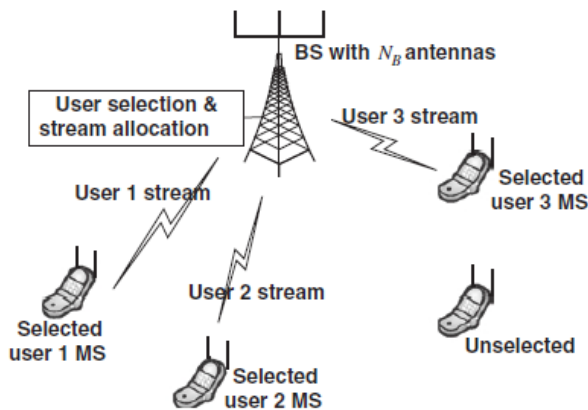 BS with N_B antennas
User selection &
stream allocation
User 3 stream
User 1 stream
Selected
user 3 MS
User 2 stream
Selected
user 1 MS
Unselected
Selected
user 2 MS